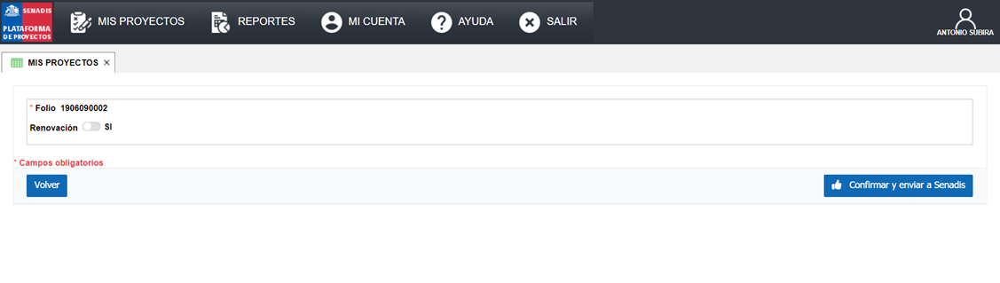 SENADIS
PLATAFORMA
DE PROYECTOS
MIS PROYECTOS
REPORTES
MI CUENTA
AYUDA
SALIR
ANTONIO SUBIRA
MIS PROYECTOS
* Folio 1906090002
Renovación SI
* Campos obligatorios
Volver
Confirmar y enviar a Senadis